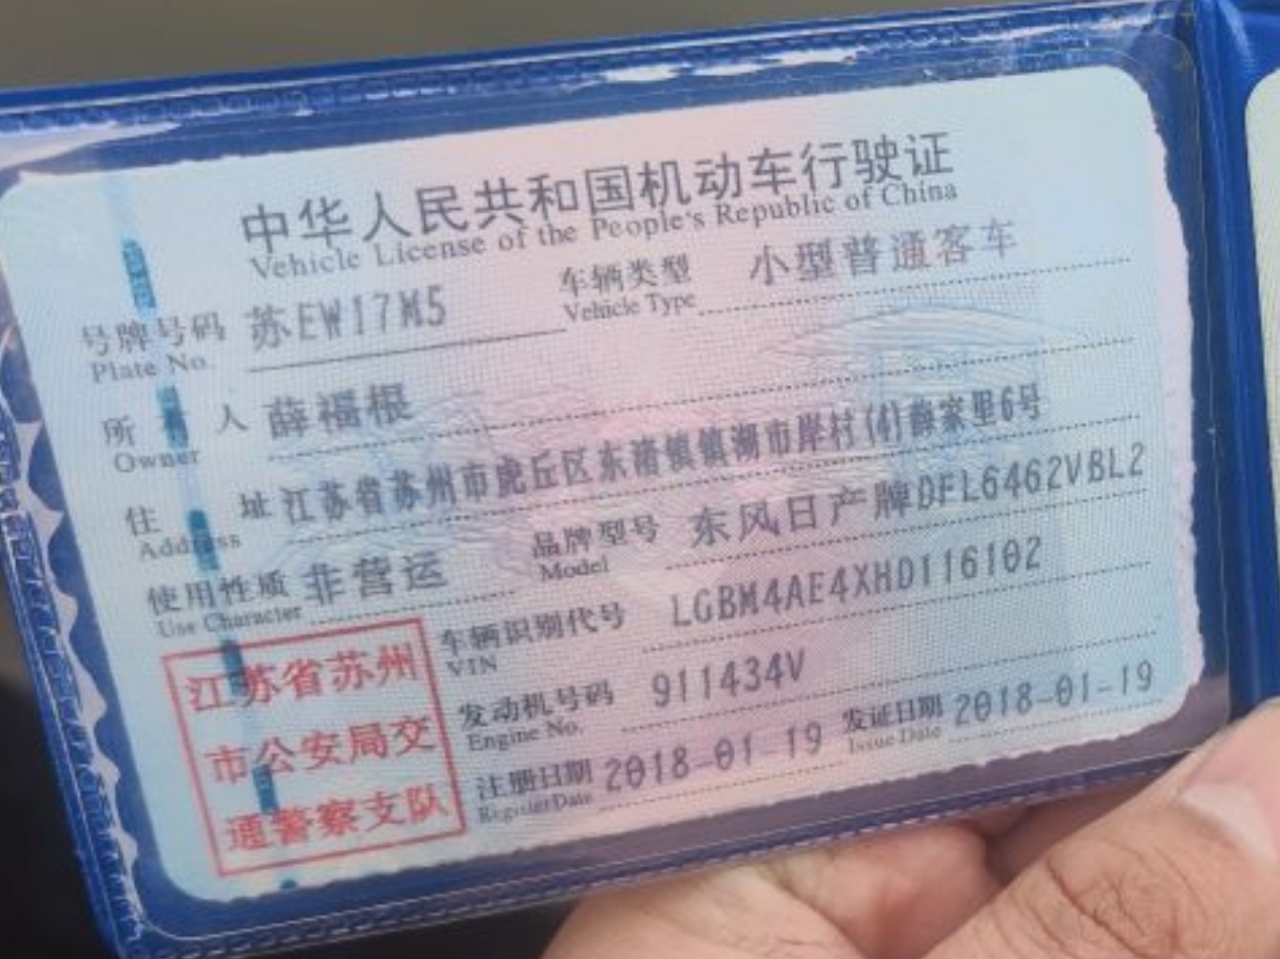 中华人民共和国机动车行驶证
Vehicle License of the People's Republic of China
号牌号码 苏EW17M5 车辆类型 小型普通客车
Plate No. Vehicle Type
所 有 人 薛福根
Owner
住 址 江苏省苏州市虎丘区东渚镇镇湖市岸村(4)薛家里6号
Address
使用性质 非营运 品牌型号 东风日产牌DFL6462VBL2
Use Character Model
车辆识别代号 LGBM4AE4XHD116102
VIN
发动机号码 911434V
Engine No.
注册日期 2018-01-19 发证日期 2018-01-19
Register Date Issue Date
江苏省苏州
市公安局交
通警察支队